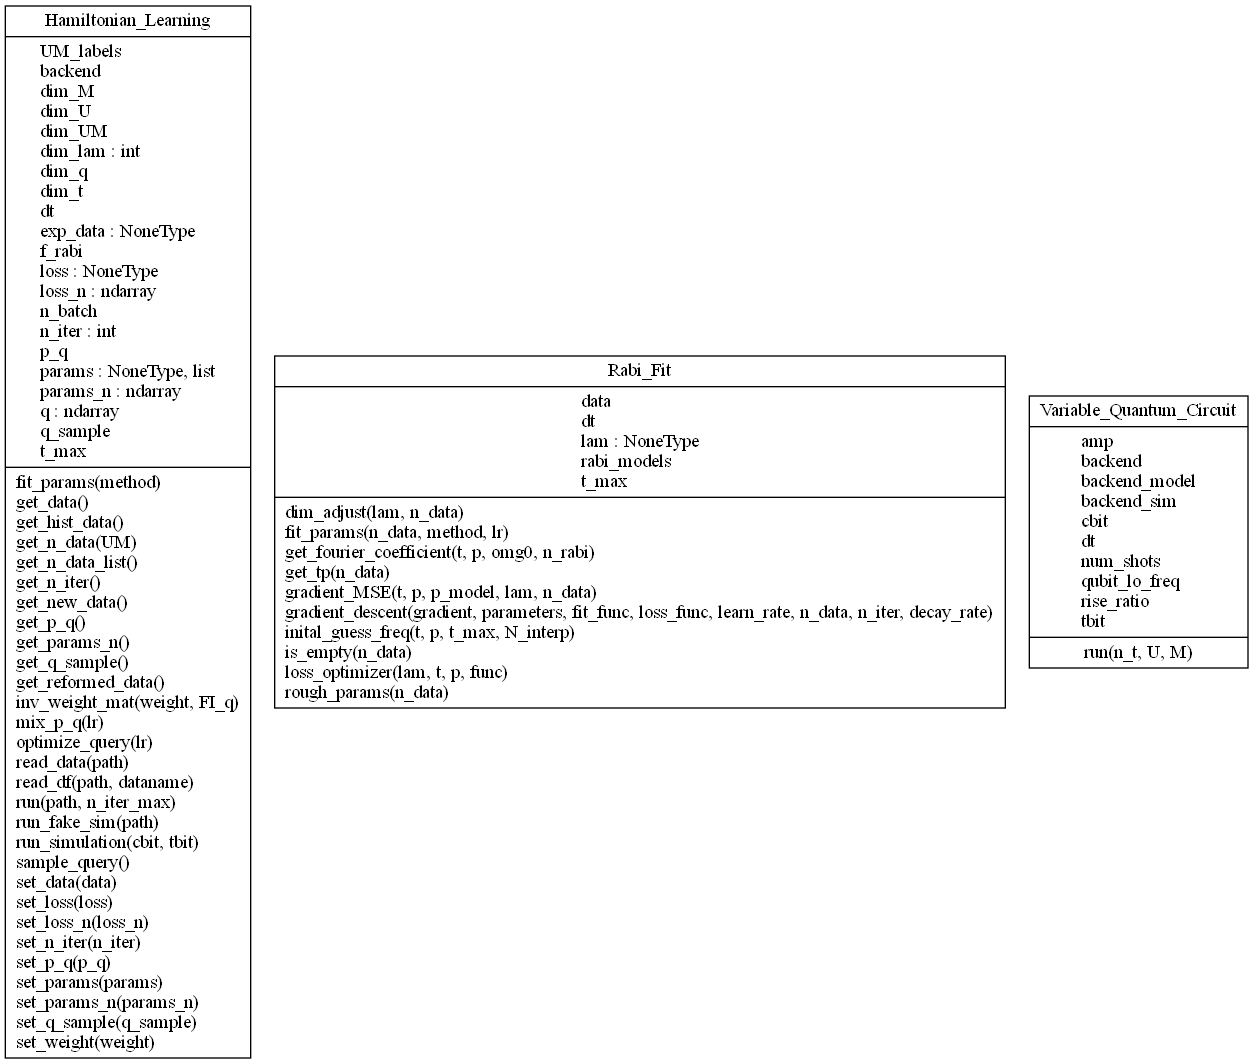 Hamiltonian_Learning
UM_labels
backend
dim_M
dim_U
dim_UM
dim_lam : int
dim_q
dim_t
dt
exp_data : NoneType
f_rabi
loss : NoneType
loss_n : ndarray
n_batch
n_iter : int
p_q
params : NoneType, list
params_n : ndarray
q : ndarray
q_sample
t_max
fit_params(method)
get_data()
get_hist_data()
get_n_data(UM)
get_n_data_list()
get_n_iter()
get_new_data()
get_p_q()
get_params_n()
get_q_sample()
get_reformed_data()
inv_weight_mat(weight, FI_q)
mix_p_q(lr)
optimize_query(lr)
read_data(path)
read_df(path, dataname)
run(path, n_iter_max)
run_fake_sim(path)
run_simulation(cbit, tbit)
sample_query()
set_data(data)
set_loss(loss)
set_loss_n(loss_n)
set_n_iter(n_iter)
set_p_q(p_q)
set_params(params)
set_params_n(params_n)
set_q_sample(q_sample)
set_weight(weight)
Rabi_Fit
data
dt
lam : NoneType
rabi_models
t_max
dim_adjust(lam, n_data)
fit_params(n_data, method, lr)
get_fourier_coefficient(t, p, omg0, n_rabi)
get_tp(n_data)
gradient_MSE(t, p, p_model, lam, n_data)
gradient_descent(gradient, parameters, fit_func, loss_func, learn_rate, n_data, n_iter, decay_rate)
inital_guess_freq(t, p, t_max, N_interp)
is_empty(n_data)
loss_optimizer(lam, t, p, func)
rough_params(n_data)
Variable_Quantum_Circuit
amp
backend
backend_model
backend_sim
cbit
dt
num_shots
qubit_lo_freq
rise_ratio
tbit
run(n_t, U, M)